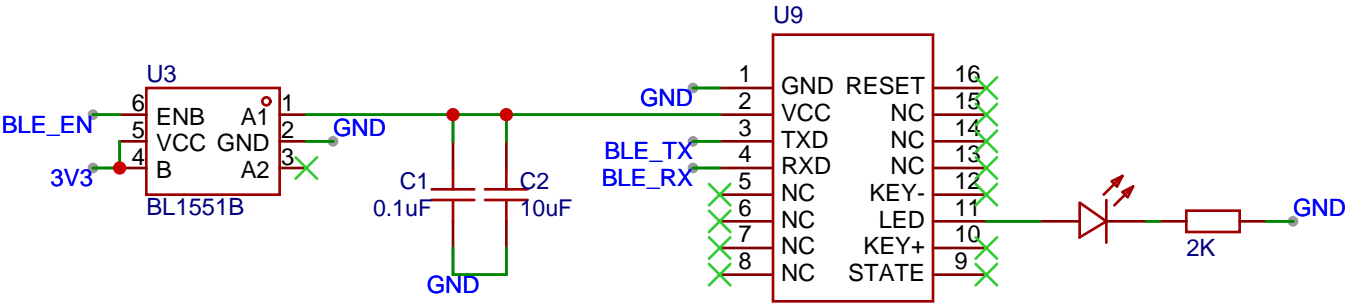 U3
BLE_EN
6
5
4
ENB
VCC
B
A1
GND
A2
1
2
3
GND
3V3
BL1551B
C1
0.1uF
C2
10uF
GND
U9
GND
BLE_TX
BLE_RX
1
2
3
4
5
6
7
8
GND
VCC
TXD
RXD
NC
NC
NC
NC
RESET
NC
NC
NC
KEY-
LED
KEY+
STATE
16
15
14
13
12
11
10
9
2K
GND